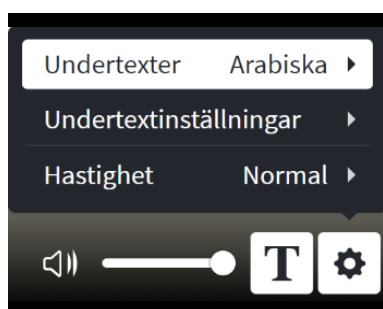 Undertexter Arabiska
Undertextinställningar
Hastighet Normal
T